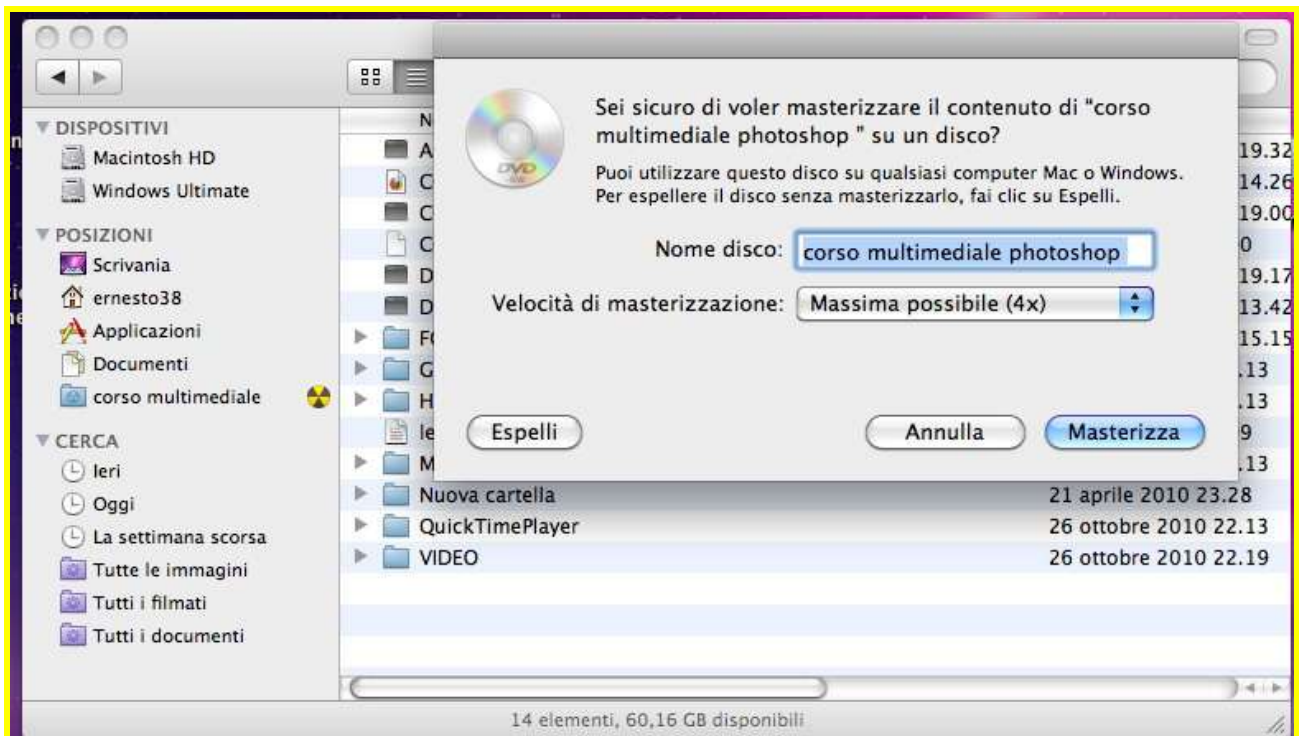 DISPOSITIVI
Macintosh HD
Windows Ultimate
POSIZIONI
Scrivania
ernesto38
Applicazioni
Documenti
corso multimediale
CERCA
Ieri
Oggi
La settimana scorsa
Tutte le immagini
Tutti i filmati
Tutti i documenti
Sei sicuro di voler masterizzare il contenuto di "corso
multimediale photoshop " su un disco?
Puoi utilizzare questo disco su qualsiasi computer Mac o Windows.
Per espellere il disco senza masterizzarlo, fai clic su Espelli.
Nome disco: corso multimediale photoshop
Velocità di masterizzazione: Massima possibile (4x)
Espelli Annulla Masterizza
DVD
N
A 19.32
C 14.26
C 19.00
C 0
D 19.17
D 13.42
F 15.15
G .13
H .13
le 9
M .13
Nuova cartella 21 aprile 2010 23.28
QuickTimePlayer 26 ottobre 2010 22.13
VIDEO 26 ottobre 2010 22.19
14 elementi, 60,16 GB disponibili